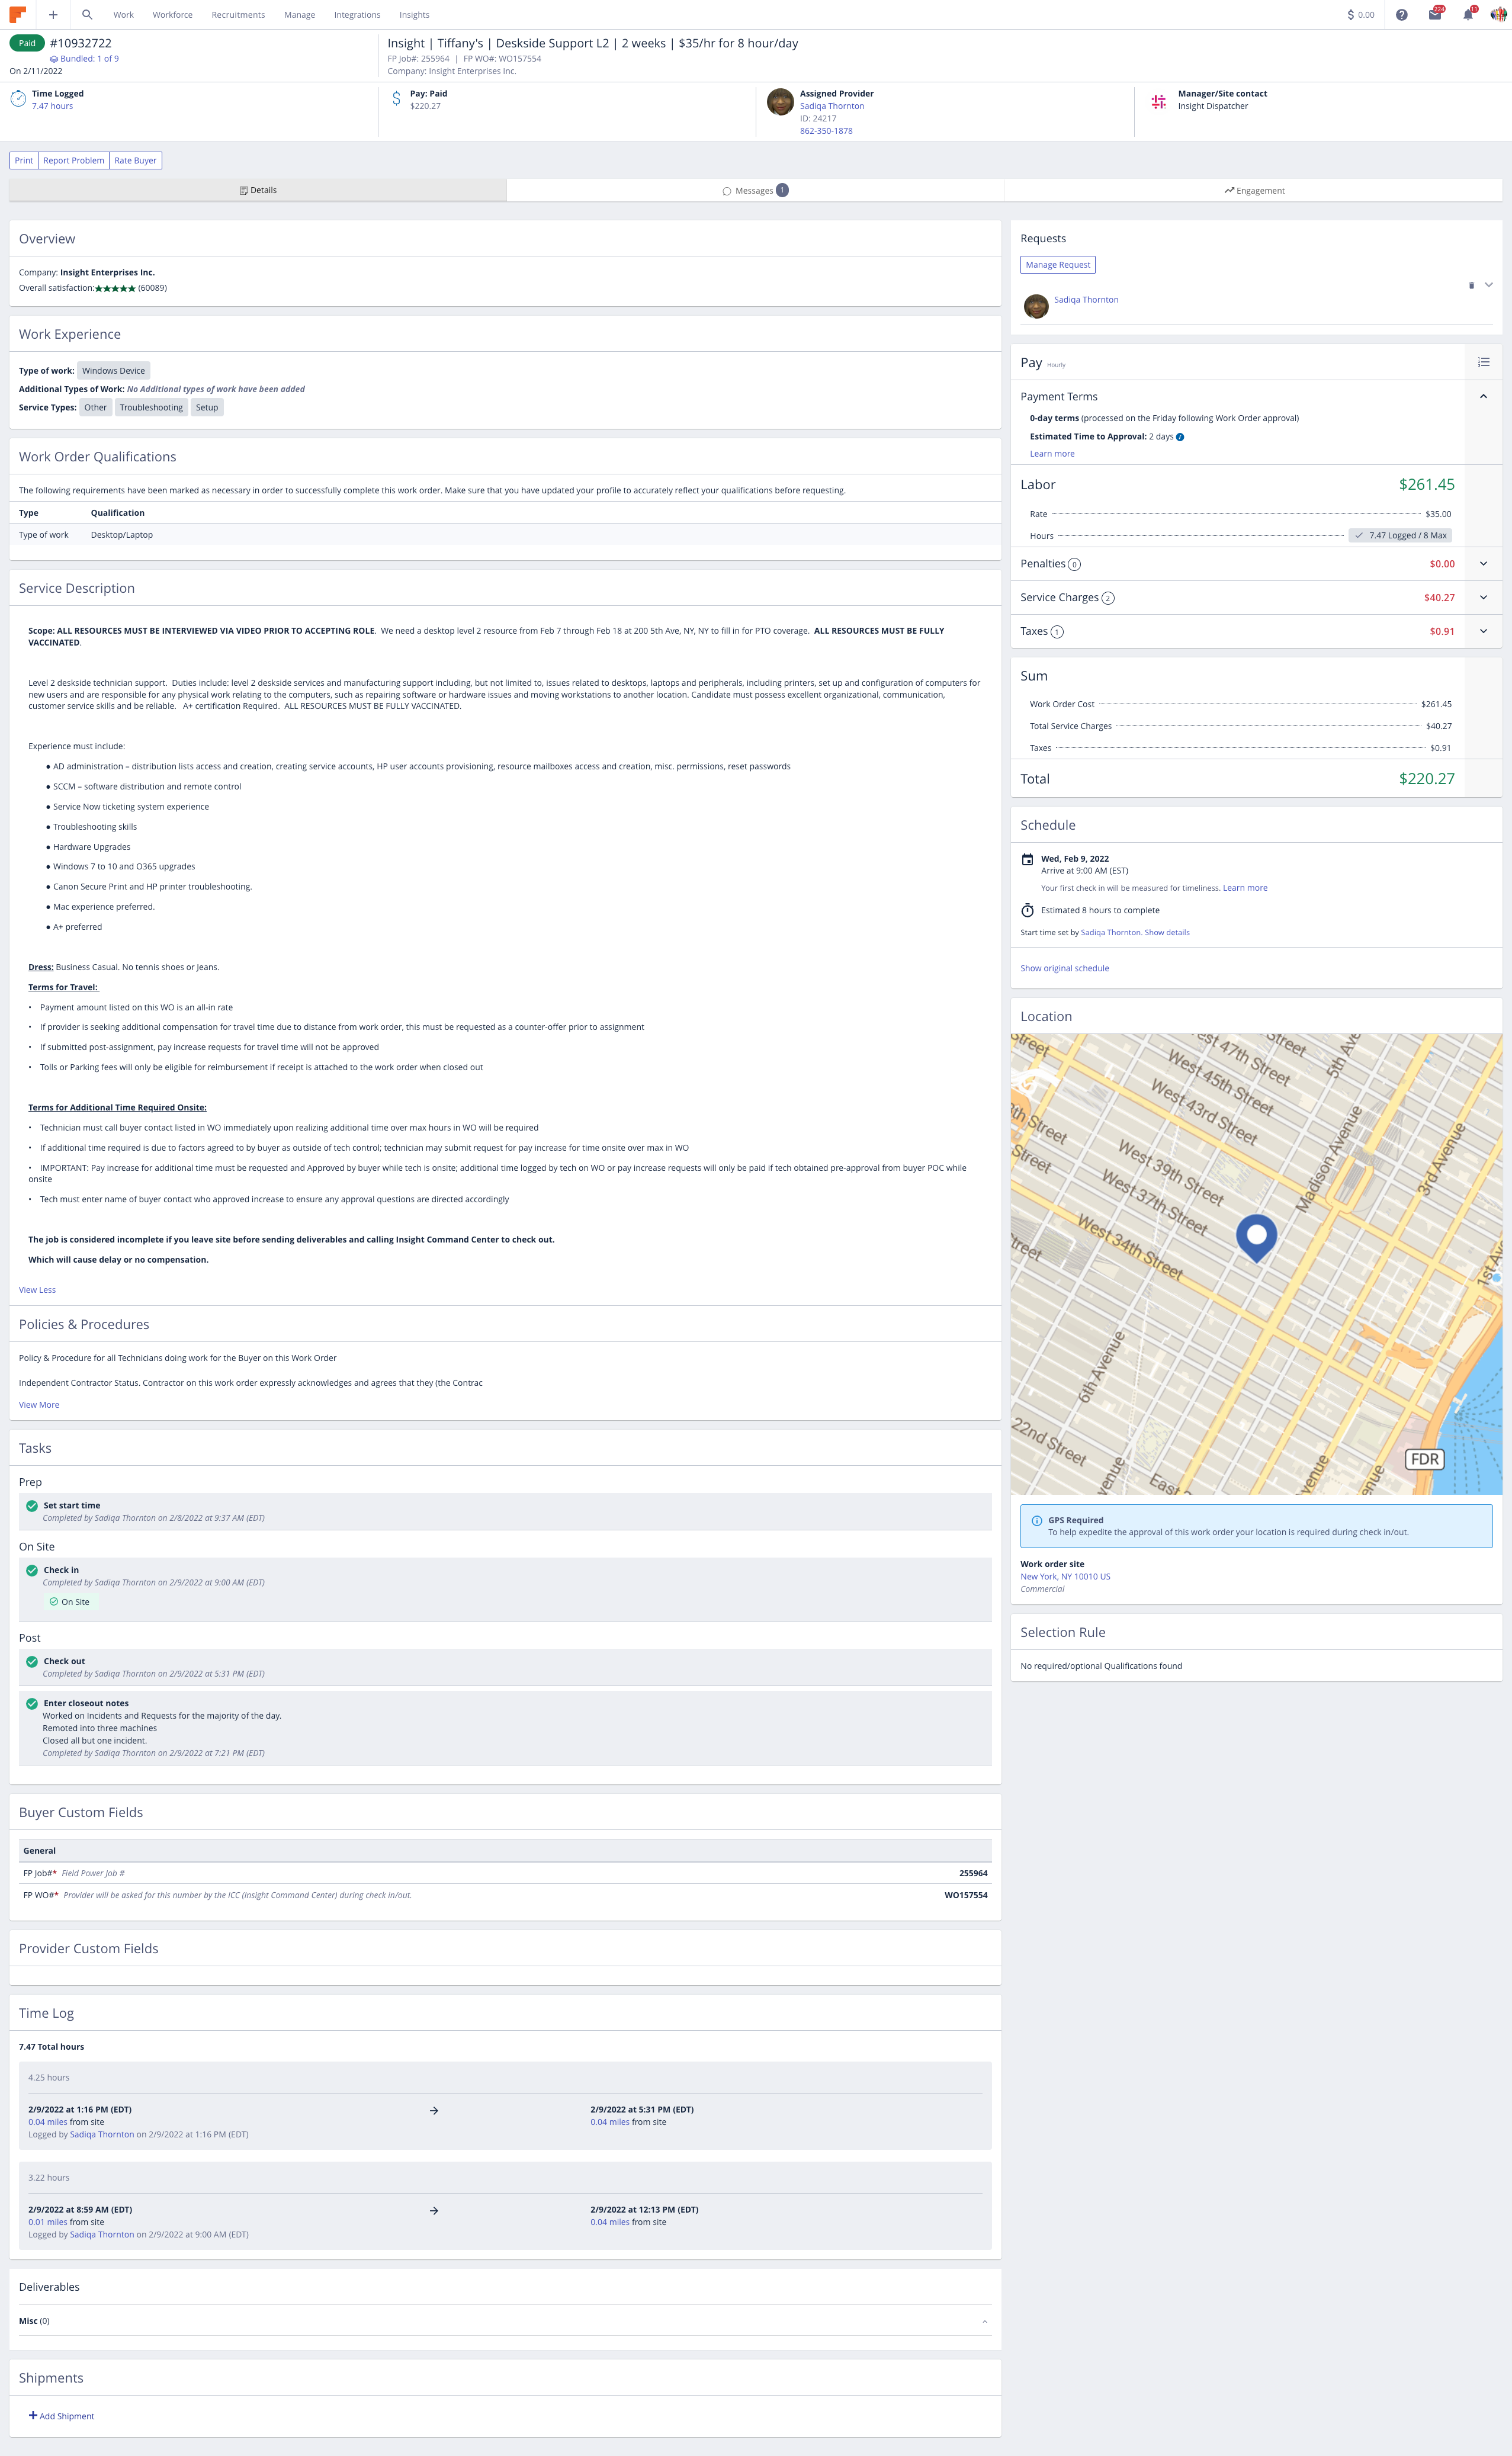 Work Workforce Recruitments Manage Integrations Insights
$ 0.00 224 11
Paid #10932722
Bundled: 1 of 9
On 2/11/2022
Insight | Tiffany's | Deskside Support L2 | 2 weeks | $35/hr for 8 hour/day
FP Job#: 255964 | FP WO#: WO157554
Company: Insight Enterprises Inc.
Time Logged
7.47 hours
Pay: Paid
$220.27
Assigned Provider
Sadiqa Thornton
ID: 24217
862-350-1878
Manager/Site contact
Insight Dispatcher
Print Report Problem Rate Buyer
Details Messages 1 Engagement
Overview
Company: Insight Enterprises Inc.
Overall satisfaction:★★★★★ (60089)
Work Experience
Type of work: Windows Device
Additional Types of Work: No Additional types of work have been added
Service Types: Other Troubleshooting Setup
Work Order Qualifications
The following requirements have been marked as necessary in order to successfully complete this work order. Make sure that you have updated your profile to accurately reflect your qualifications before requesting.
Type Qualification
Type of work Desktop/Laptop
Service Description
Scope: ALL RESOURCES MUST BE INTERVIEWED VIA VIDEO PRIOR TO ACCEPTING ROLE. We need a desktop level 2 resource from Feb 7 through Feb 18 at 200 5th Ave, NY, NY to fill in for PTO coverage. ALL RESOURCES MUST BE FULLY
VACCINATED.
Level 2 deskside technician support. Duties include: level 2 deskside services and manufacturing support including, but not limited to, issues related to desktops, laptops and peripherals, including printers, set up and configuration of computers for
new users and are responsible for any physical work relating to the computers, such as repairing software or hardware issues and moving workstations to another location. Candidate must possess excellent organizational, communication,
customer service skills and be reliable. A+ certification Required. ALL RESOURCES MUST BE FULLY VACCINATED.
Experience must include:
● AD administration – distribution lists access and creation, creating service accounts, HP user accounts provisioning, resource mailboxes access and creation, misc. permissions, reset passwords
● SCCM – software distribution and remote control
● Service Now ticketing system experience
● Troubleshooting skills
● Hardware Upgrades
● Windows 7 to 10 and O365 upgrades
● Canon Secure Print and HP printer troubleshooting.
● Mac experience preferred.
● A+ preferred
Dress: Business Casual. No tennis shoes or Jeans.
Terms for Travel:
• Payment amount listed on this WO is an all-in rate
• If provider is seeking additional compensation for travel time due to distance from work order, this must be requested as a counter-offer prior to assignment
• If submitted post-assignment, pay increase requests for travel time will not be approved
• Tolls or Parking fees will only be eligible for reimbursement if receipt is attached to the work order when closed out
Terms for Additional Time Required Onsite:
• Technician must call buyer contact listed in WO immediately upon realizing additional time over max hours in WO will be required
• If additional time required is due to factors agreed to by buyer as outside of tech control; technician may submit request for pay increase for time onsite over max in WO
• IMPORTANT: Pay increase for additional time must be requested and Approved by buyer while tech is onsite; additional time logged by tech on WO or pay increase requests will only be paid if tech obtained pre-approval from buyer POC while
onsite
• Tech must enter name of buyer contact who approved increase to ensure any approval questions are directed accordingly
The job is considered incomplete if you leave site before sending deliverables and calling Insight Command Center to check out.
Which will cause delay or no compensation.
View Less
Policies & Procedures
Policy & Procedure for all Technicians doing work for the Buyer on this Work Order
Independent Contractor Status. Contractor on this work order expressly acknowledges and agrees that they (the Contrac
View More
Tasks
Prep
Set start time
Completed by Sadiqa Thornton on 2/8/2022 at 9:37 AM (EDT)
On Site
Check in
Completed by Sadiqa Thornton on 2/9/2022 at 9:00 AM (EDT)
On Site
Post
Check out
Completed by Sadiqa Thornton on 2/9/2022 at 5:31 PM (EDT)
Enter closeout notes
Worked on Incidents and Requests for the majority of the day.
Remoted into three machines
Closed all but one incident.
Completed by Sadiqa Thornton on 2/9/2022 at 7:21 PM (EDT)
Buyer Custom Fields
General
FP Job#* Field Power Job # 255964
FP WO#* Provider will be asked for this number by the ICC (Insight Command Center) during check in/out. WO157554
Provider Custom Fields
Time Log
7.47 Total hours
4.25 hours
2/9/2022 at 1:16 PM (EDT) → 2/9/2022 at 5:31 PM (EDT)
0.04 miles from site 0.04 miles from site
Logged by Sadiqa Thornton on 2/9/2022 at 1:16 PM (EDT)
3.22 hours
2/9/2022 at 8:59 AM (EDT) → 2/9/2022 at 12:13 PM (EDT)
0.01 miles from site 0.04 miles from site
Logged by Sadiqa Thornton on 2/9/2022 at 9:00 AM (EDT)
Deliverables
Misc (0)
Shipments
+ Add Shipment
Requests
Manage Request
Sadiqa Thornton
Pay Hourly
Payment Terms
0-day terms (processed on the Friday following Work Order approval)
Estimated Time to Approval: 2 days
Learn more
Labor $261.45
Rate $35.00
Hours 7.47 Logged / 8 Max
Penalties 0 $0.00
Service Charges 2 $40.27
Taxes 1 $0.91
Sum
Work Order Cost $261.45
Total Service Charges $40.27
Taxes $0.91
Total $220.27
Schedule
Wed, Feb 9, 2022
Arrive at 9:00 AM (EST)
Your first check in will be measured for timeliness. Learn more
Estimated 8 hours to complete
Start time set by Sadiqa Thornton. Show details
Show original schedule
Location
Street
West 47th Street
5th Ave
West 45th Street
West 43rd Street
8th Street
Street
West 39th Street
West 37th Street
West 34th Street
Madison Avenue
3rd Avenue
Street
1st Av
6th Avenue
22nd Street
venue
East 2
venue
enue
FDR
GPS Required
To help expedite the approval of this work order your location is required during check in/out.
Work order site
New York, NY 10010 US
Commercial
Selection Rule
No required/optional Qualifications found